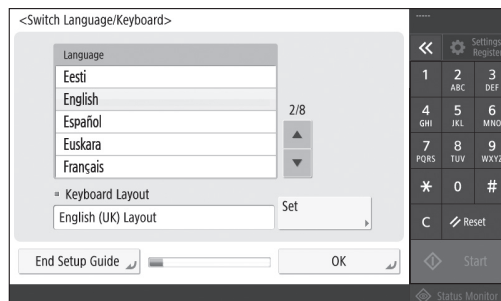 <Switch Language/Keyboard>
Language
Eesti
English
Español
Euskara
Français
2/8
Keyboard Layout
English (UK) Layout
Set
End Setup Guide
OK
-----
Settings
Register
1 2 3
ABC DEF
4 5 6
GHI JKL MNO
7 8 9
PQRS TUV WXYZ
* 0 #
C Reset
Start
Status Monitor